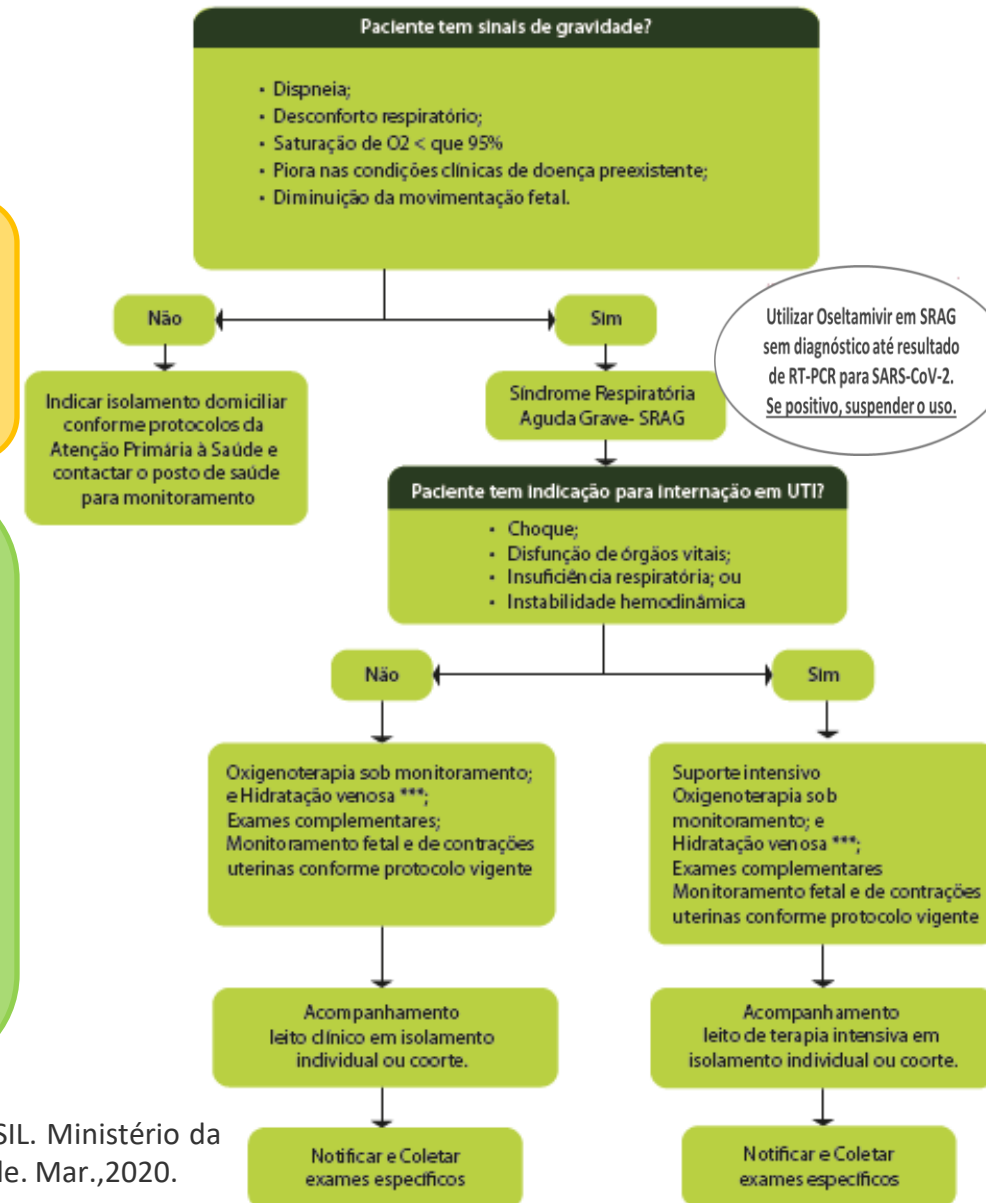 Paciente tem sinais de gravidade?
• Dispneia;
• Desconforto respiratório;
• Saturação de O2 < que 95%
• Piora nas condições clínicas de doença preexistente;
• Diminuição da movimentação fetal.
Não
Sim
Utilizar Oseltamivir em SRAG
sem diagnóstico até resultado
de RT-PCR para SARS-CoV-2.
Se positivo, suspender o uso.
Indicar isolamento domiciliar
conforme protocolos da
Atenção Primária à Saúde e
contactar o posto de saúde
para monitoramento
Síndrome Respiratória
Aguda Grave- SRAG
Paciente tem indicação para internação em UTI?
• Choque;
• Disfunção de órgãos vitais;
• Insuficiência respiratória; ou
• Instabilidade hemodinâmica
Não
Sim
Oxigenoterapia sob monitoramento;
e Hidratação venosa ***;
Exames complementares;
Monitoramento fetal e de contrações
uterinas conforme protocolo vigente
Suporte intensivo
Oxigenoterapia sob
monitoramento; e
Hidratação venosa ***;
Exames complementares
Monitoramento fetal e de contrações
uterinas conforme protocolo vigente
Acompanhamento
leito clínico em isolamento
individual ou coorte.
Acompanhamento
leito de terapia intensiva em
isolamento individual ou coorte.
Notificar e Coletar
exames específicos
Notificar e Coletar
exames específicos
SIL. Ministério da
de. Mar.,2020.